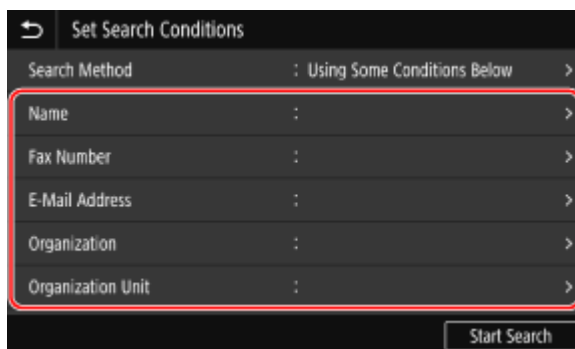 Set Search Conditions
Search Method : Using Some Conditions Below >
Name : >
Fax Number : >
E-Mail Address : >
Organization : >
Organization Unit : >
Start Search